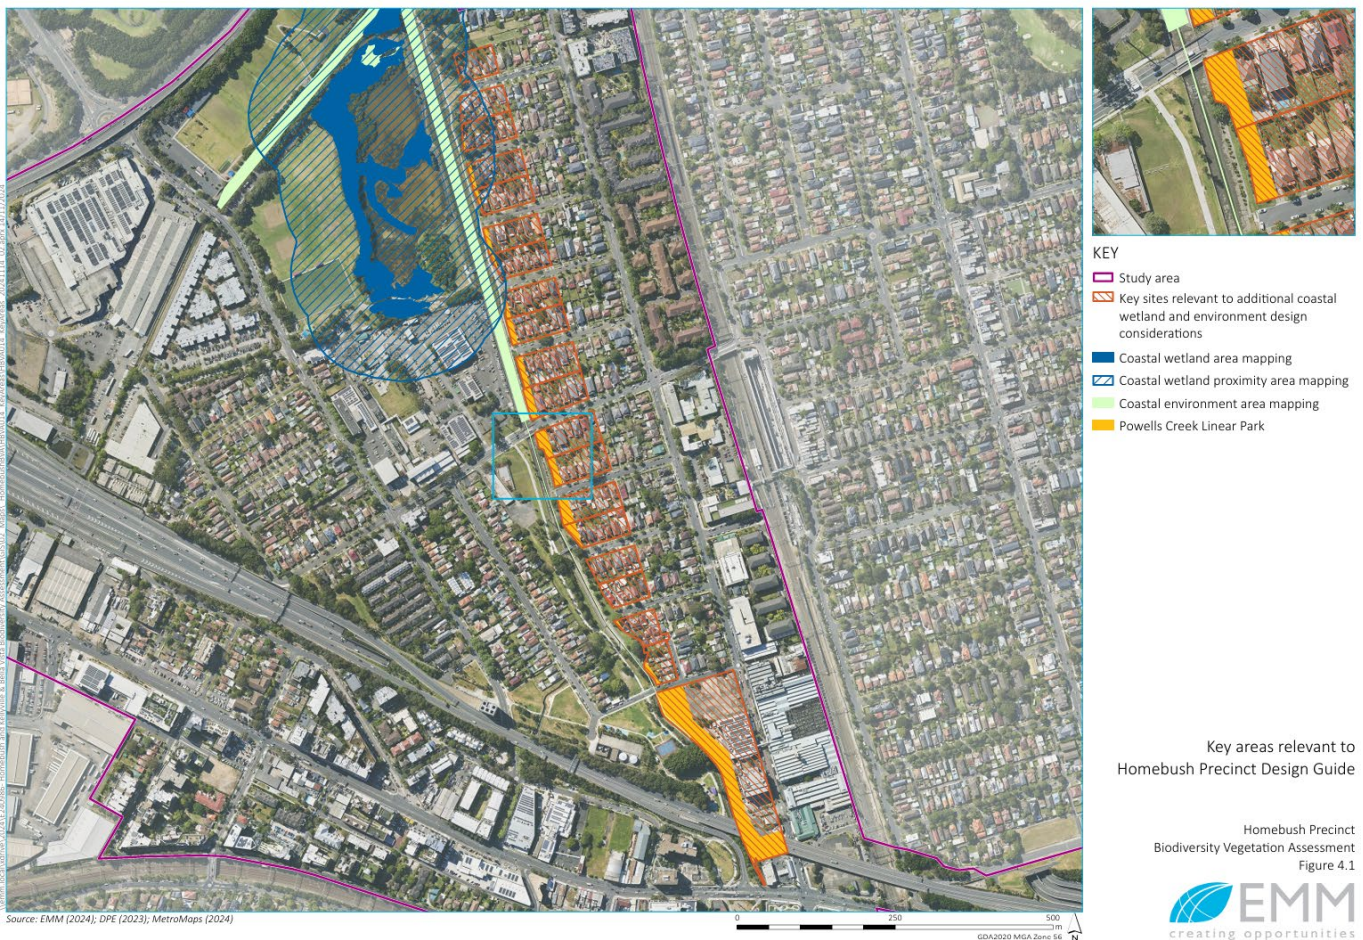 KEY
Study area
Key sites relevant to additional coastal
wetland and environment design
considerations
Coastal wetland area mapping
Coastal wetland proximity area mapping
Coastal environment area mapping
Powells Creek Linear Park
Key areas relevant to
Homebush Precinct Design Guide
Homebush Precinct
Biodiversity Vegetation Assessment
Figure 4.1
EMM
creating opportunities
Source: EMM (2024); DPE (2023); MetroMaps (2024)
0 250 500
m
GDA2020 MGA Zone 56 N